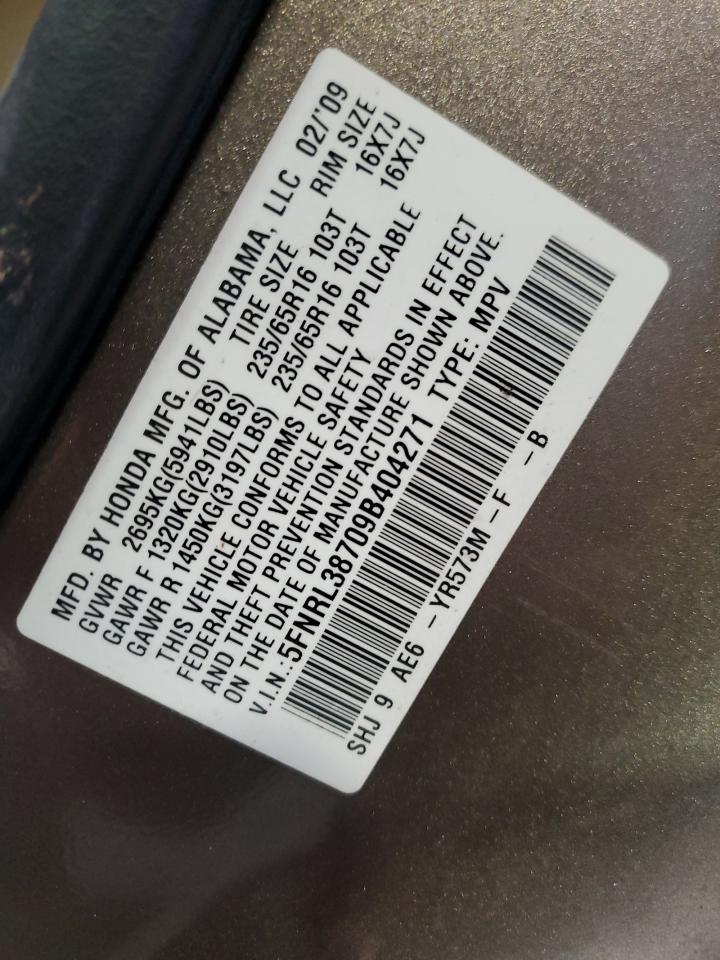 MFD. BY HONDA MFG. OF ALABAMA, LLC 02/'09
GVWR 2695KG(5941LBS) TIRE SIZE RIM SIZE
GAWR F 1320KG(2910LBS) 235/65R16 103T 16X7J
GAWR R 1450KG(3197LBS) 235/65R16 103T 16X7J
THIS VEHICLE CONFORMS TO ALL APPLICABLE
FEDERAL MOTOR VEHICLE SAFETY
AND THEFT PREVENTION STANDARDS IN EFFECT
ON THE DATE OF MANUFACTURE SHOWN ABOVE.
V.I.N.:5FNRL38709B404271 TYPE: MPV
SHJ 9 AE6 -YR573M -F -B